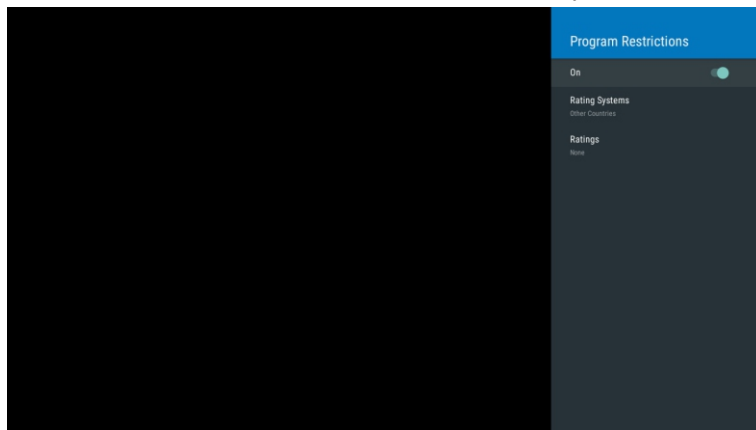 Program Restrictions
On
Rating Systems
Other Countries
Ratings
None